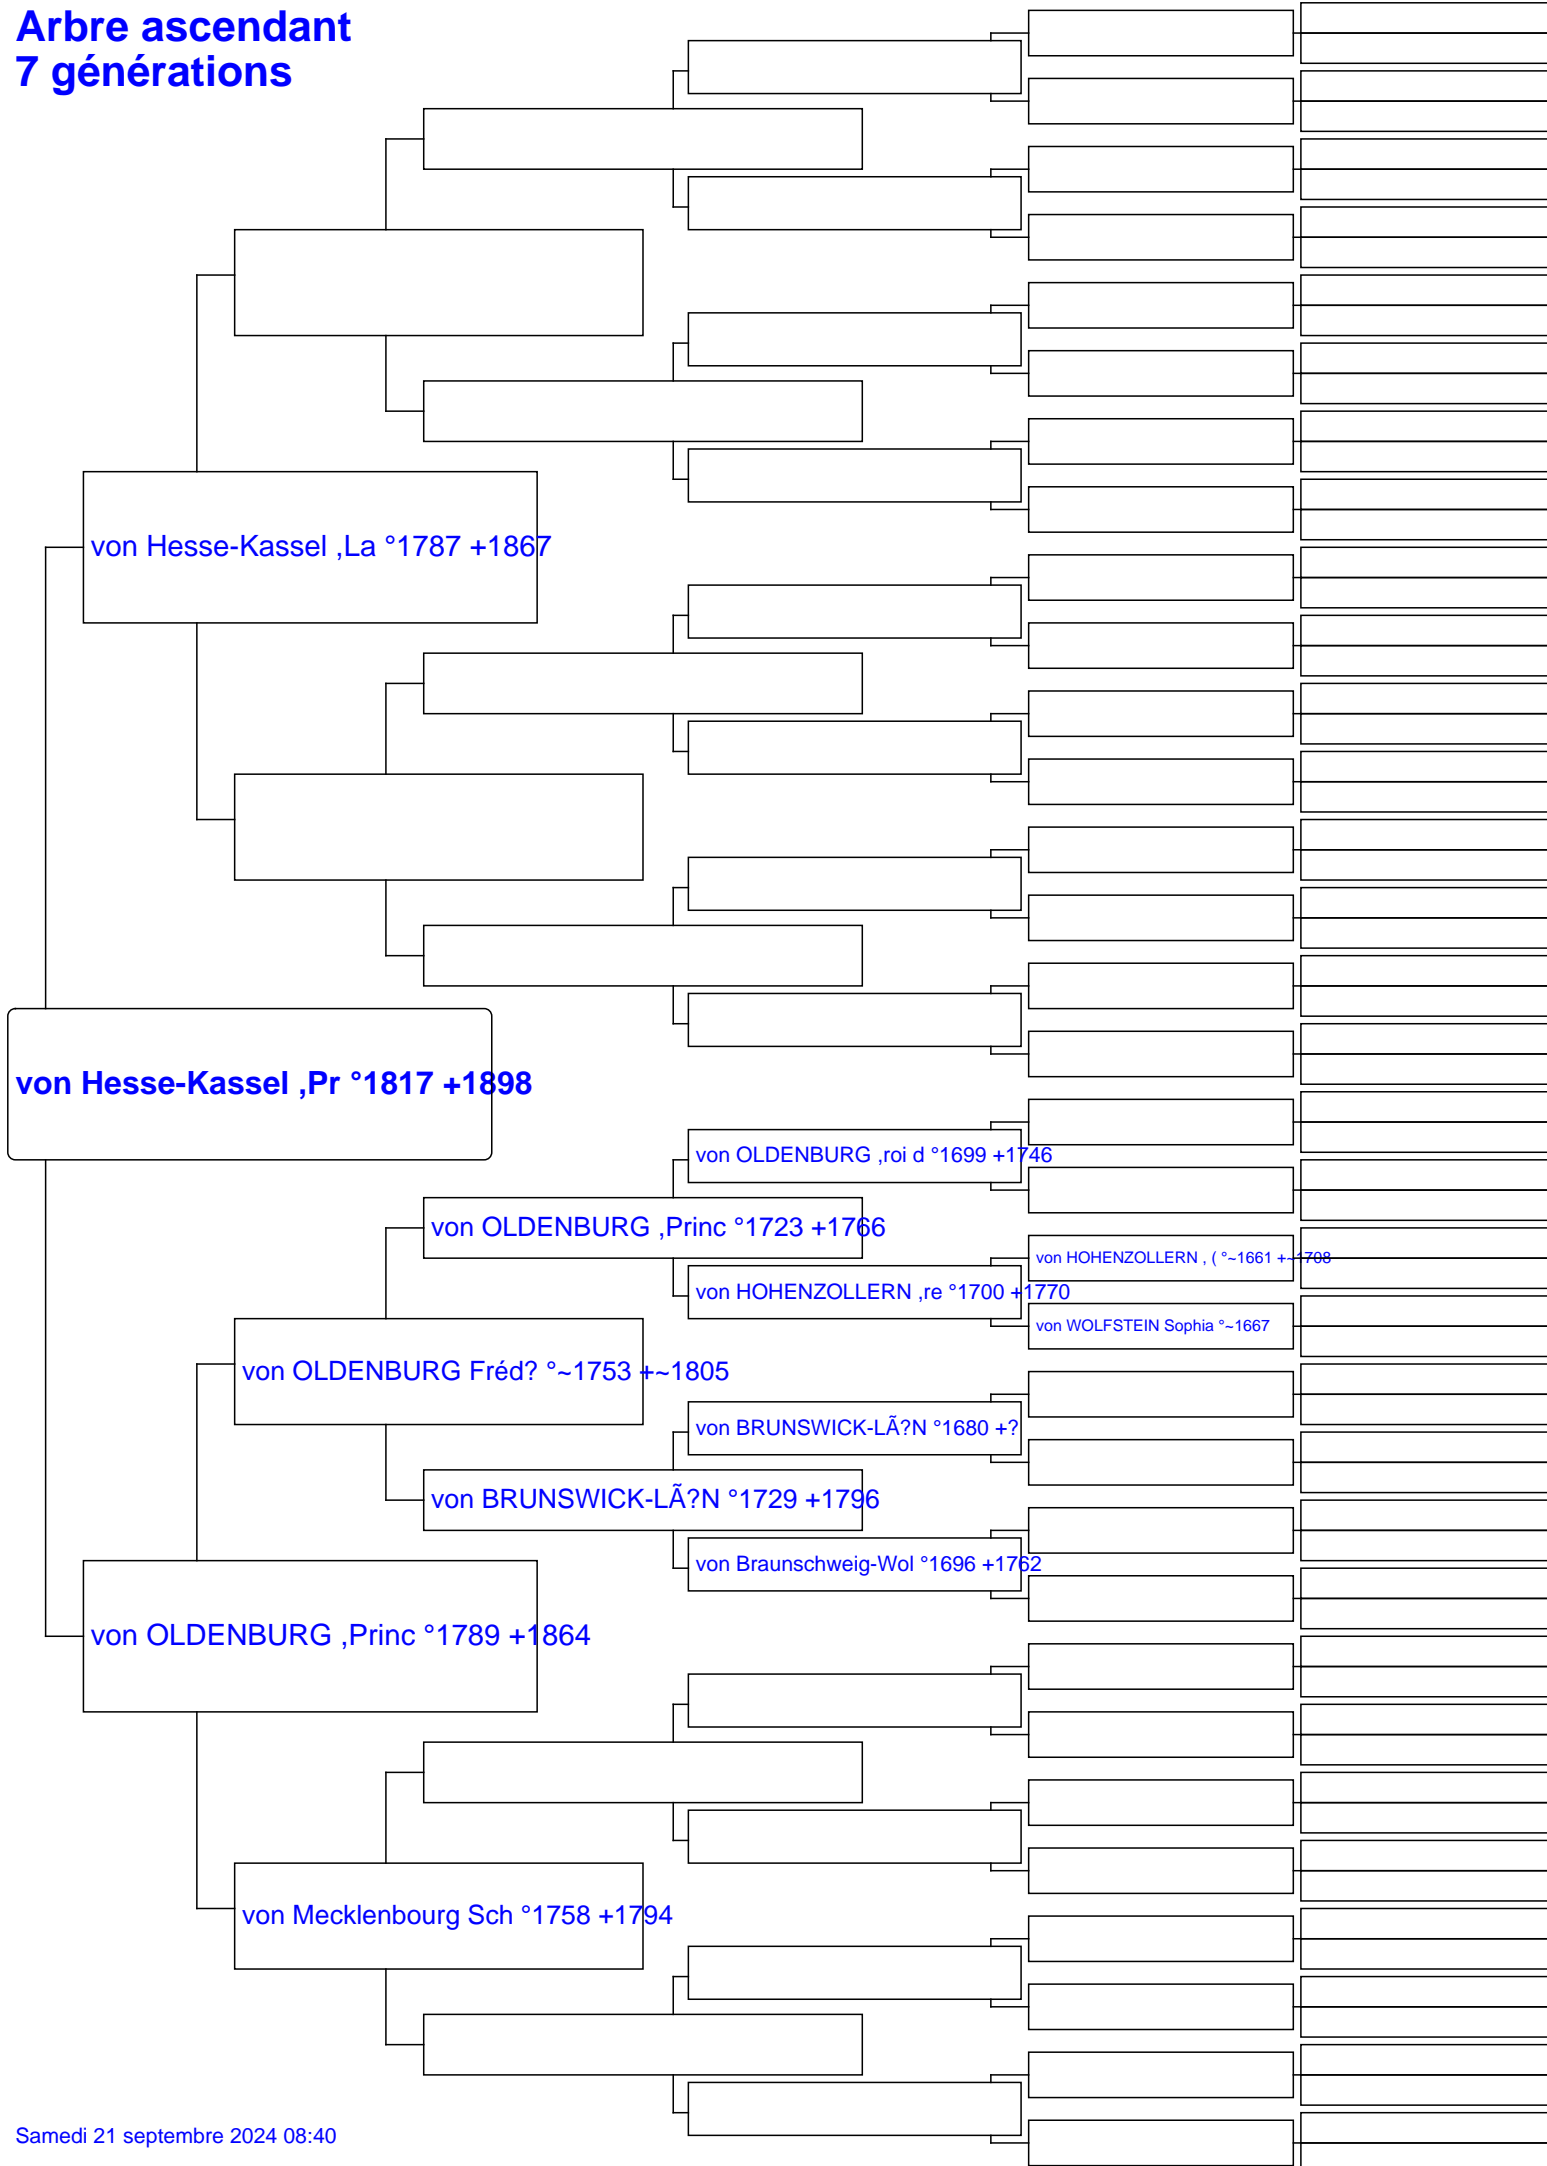 Arbre ascendant
7 générations
von Hesse-Kassel ,La °1787 +1867
von Hesse-Kassel ,Pr °1817 +1898
von OLDENBURG ,roi d °1699 +1746
von OLDENBURG ,Princ °1723 +1766
von HOHENZOLLERN , ( °~1661 +~1708
von HOHENZOLLERN ,re °1700 +1770
von WOLFSTEIN Sophia °~1667
von OLDENBURG Fréd? °~1753 +~1805
von BRUNSWICK-LÃ?N °1680 +?
von BRUNSWICK-LÃ?N °1729 +1796
von Braunschweig-Wol °1696 +1762
von OLDENBURG ,Princ °1789 +1864
von Mecklenbourg Sch °1758 +1794
Samedi 21 septembre 2024 08:40